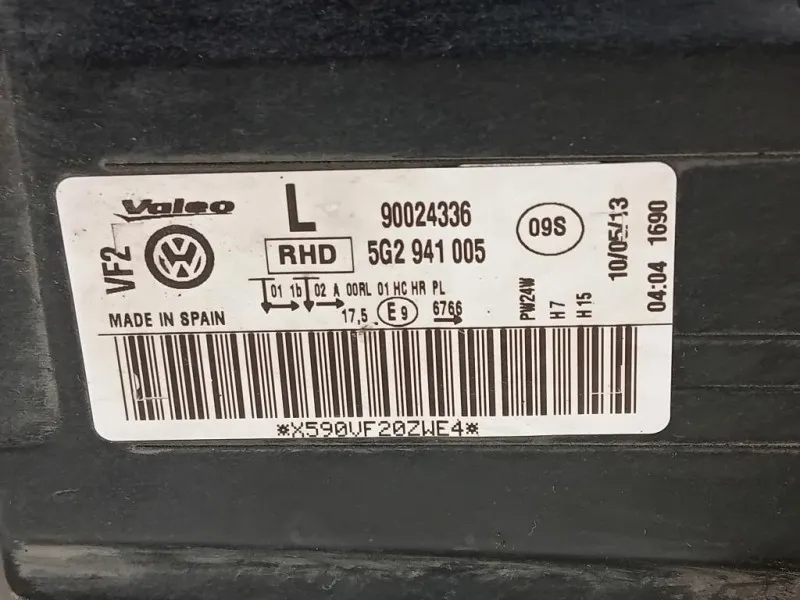 Valeo
L
90024336
VF2
VW
RHD
5G2 941 005
09S
01 1b 02 A 00RL 01 HC HR PL
17,5 E9 6766
MADE IN SPAIN
PW24W
H7
H15
10/05/13
04:04 1690
*X590VF20ZWE4*